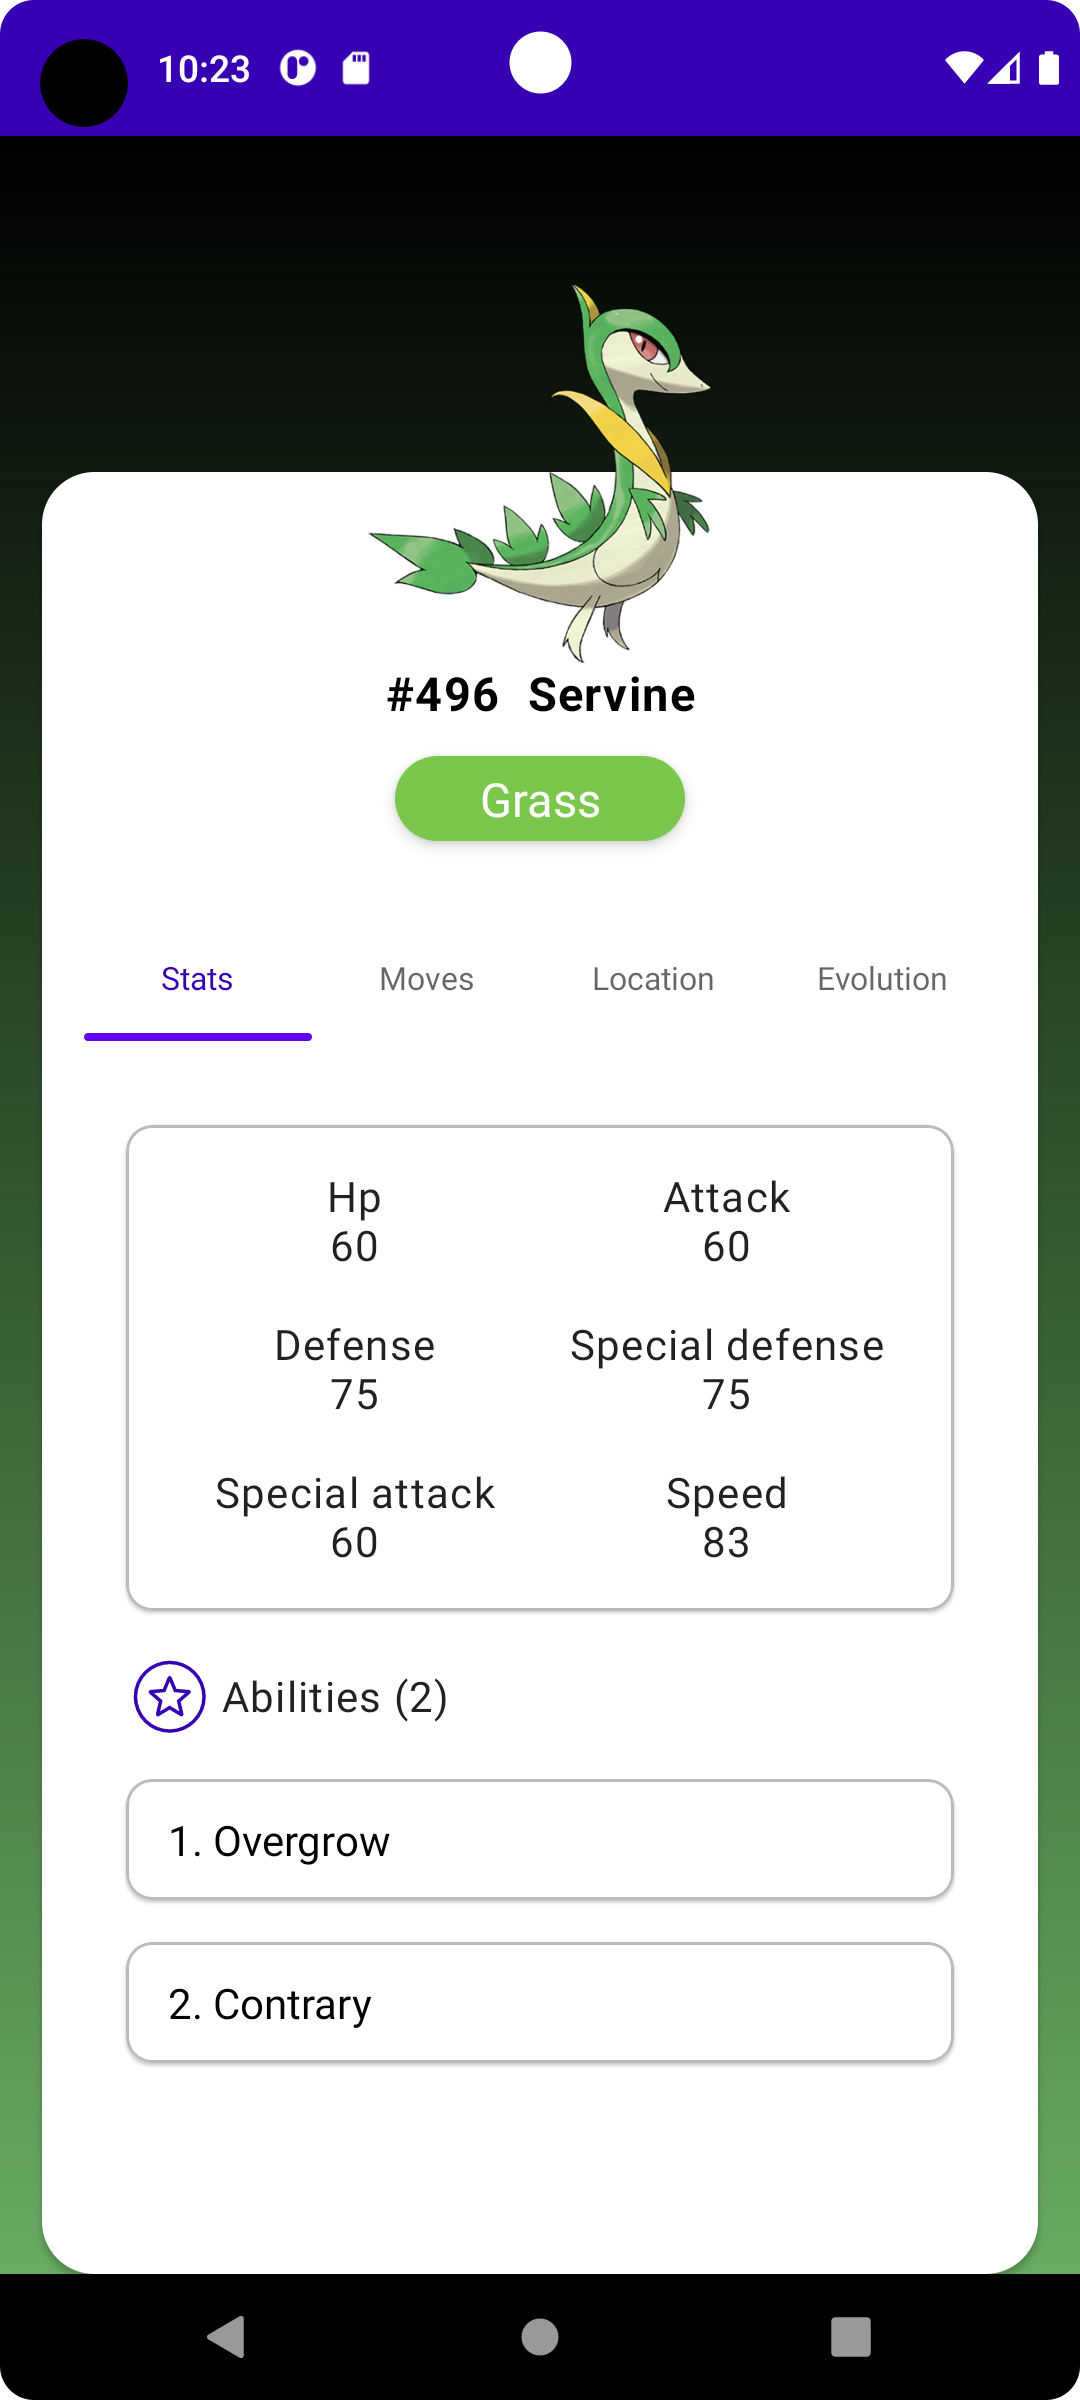 10:23
#496 Servine
Grass
Stats Moves Location Evolution
Hp Attack
60 60
Defense Special defense
75 75
Special attack Speed
60 83
Abilities (2)
1. Overgrow
2. Contrary